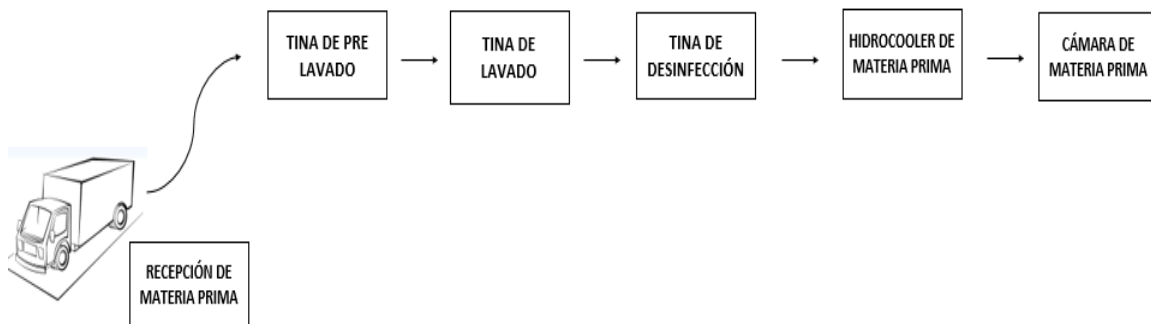 TINA DE PRE
LAVADO
TINA DE
LAVADO
TINA DE
DESINFECCIÓN
HIDROCOOLER DE
MATERIA PRIMA
CÁMARA DE
MATERIA PRIMA
RECEPCIÓN DE
MATERIA PRIMA